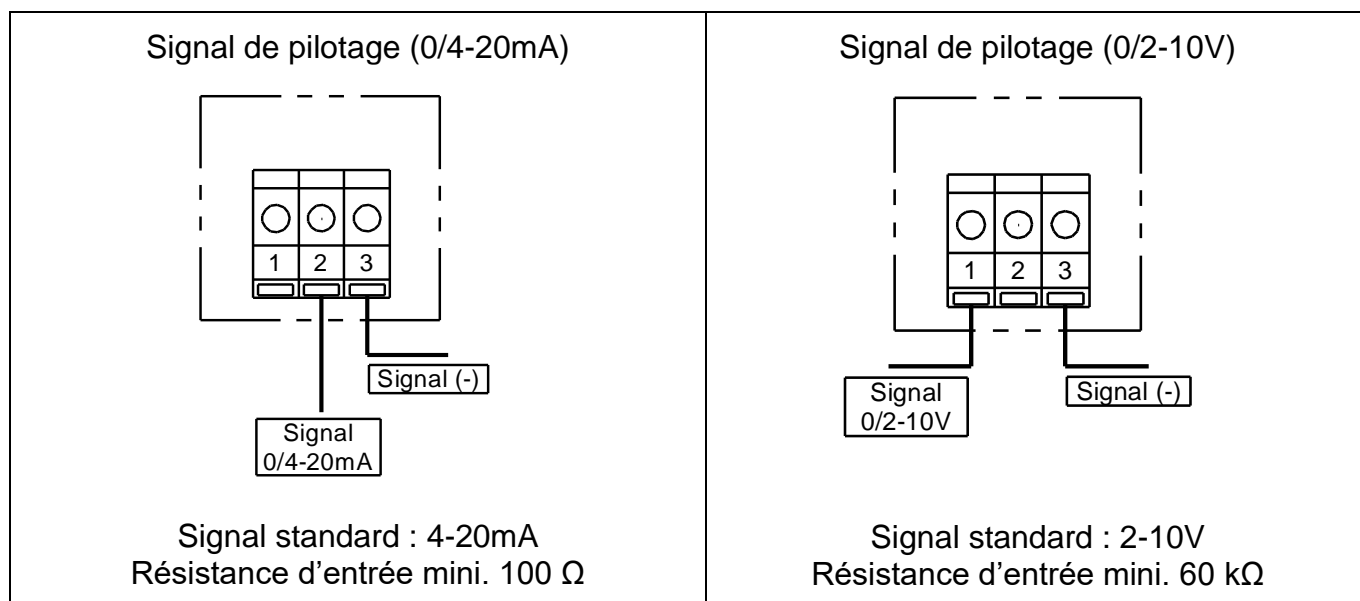 Signal de pilotage (0/4-20mA)
1 2 3
Signal (-)
Signal
0/4-20mA
Signal standard : 4-20mA
Résistance d’entrée mini. 100 Ω
Signal de pilotage (0/2-10V)
1 2 3
Signal
0/2-10V
Signal (-)
Signal standard : 2-10V
Résistance d’entrée mini. 60 kΩ